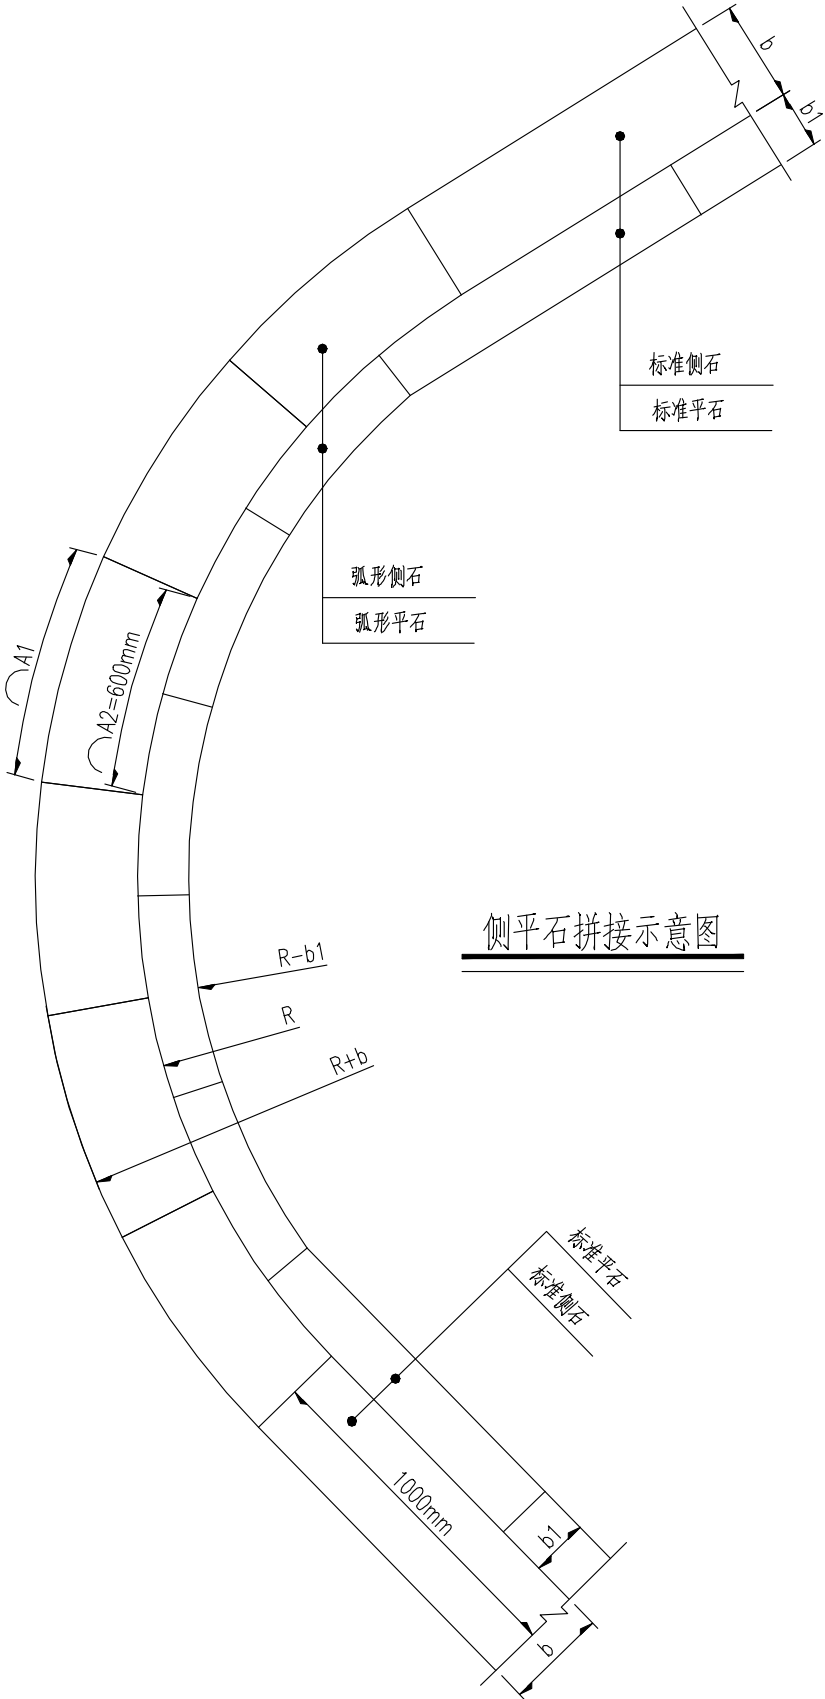 b
b1
标准侧石
标准平石
弧形侧石
弧形平石
A1
A2=600mm
侧平石拼接示意图
R-b1
R
R+b
标准平石
标准侧石
1000mm
b1
b